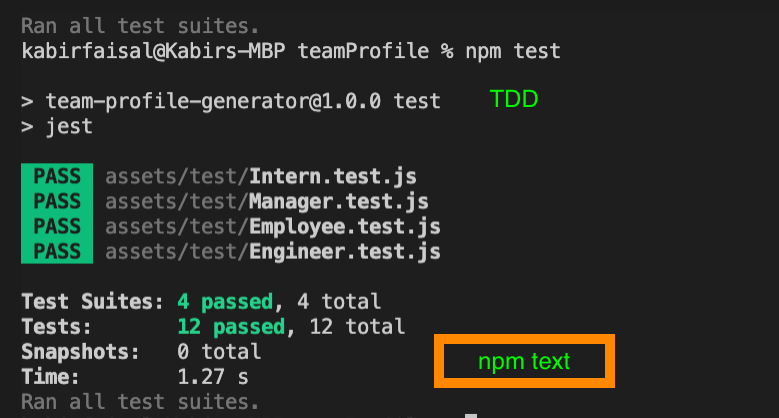 Ran all test suites.
kabirfaisal@Kabirs-MBP teamProfile % npm test
> team-profile-generator@1.0.0 test
TDD
> jest
PASS assets/test/Intern.test.js
PASS assets/test/Manager.test.js
PASS assets/test/Employee.test.js
PASS assets/test/Engineer.test.js
Test Suites: 4 passed, 4 total
Tests: 12 passed, 12 total
Snapshots: 0 total
npm text
Time: 1.27 s
Ran all test suites.